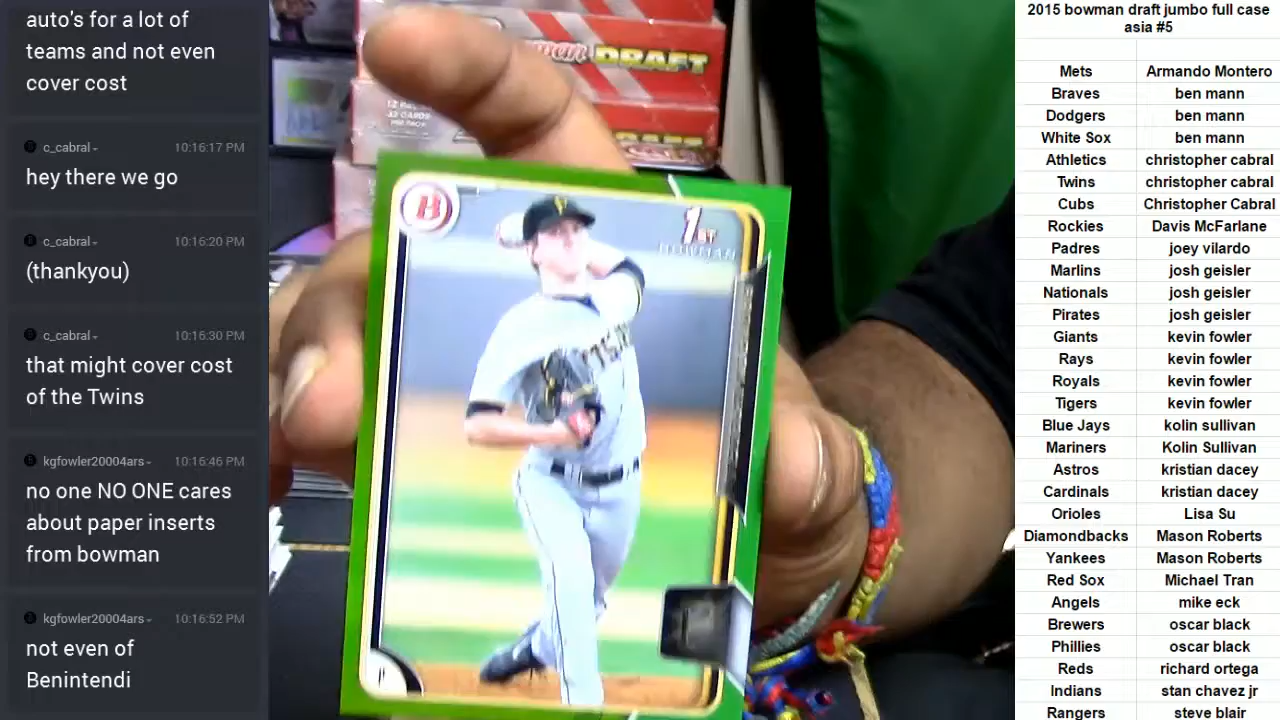 auto's for a lot of
teams and not even
cover cost
c_cabral 10:16:17 PM
hey there we go
c_cabral 10:16:20 PM
(thankyou)
c_cabral 10:16:30 PM
that might cover cost
of the Twins
kgfowler20004ars 10:16:46 PM
no one NO ONE cares
about paper inserts
from bowman
kgfowler20004ars 10:16:52 PM
not even of
Benintendi
DRAFT
B
1ST
BOWMAN
P
2015 bowman draft jumbo full case
asia #5
Mets Armando Montero
Braves ben mann
Dodgers ben mann
White Sox ben mann
Athletics christopher cabral
Twins christopher cabral
Cubs Christopher Cabral
Rockies Davis McFarlane
Padres joey vilardo
Marlins josh geisler
Nationals josh geisler
Pirates josh geisler
Giants kevin fowler
Rays kevin fowler
Royals kevin fowler
Tigers kevin fowler
Blue Jays kolin sullivan
Mariners Kolin Sullivan
Astros kristian dacey
Cardinals kristian dacey
Orioles Lisa Su
Diamondbacks Mason Roberts
Yankees Mason Roberts
Red Sox Michael Tran
Angels mike eck
Brewers oscar black
Phillies oscar black
Reds richard ortega
Indians stan chavez jr
Rangers steve blair